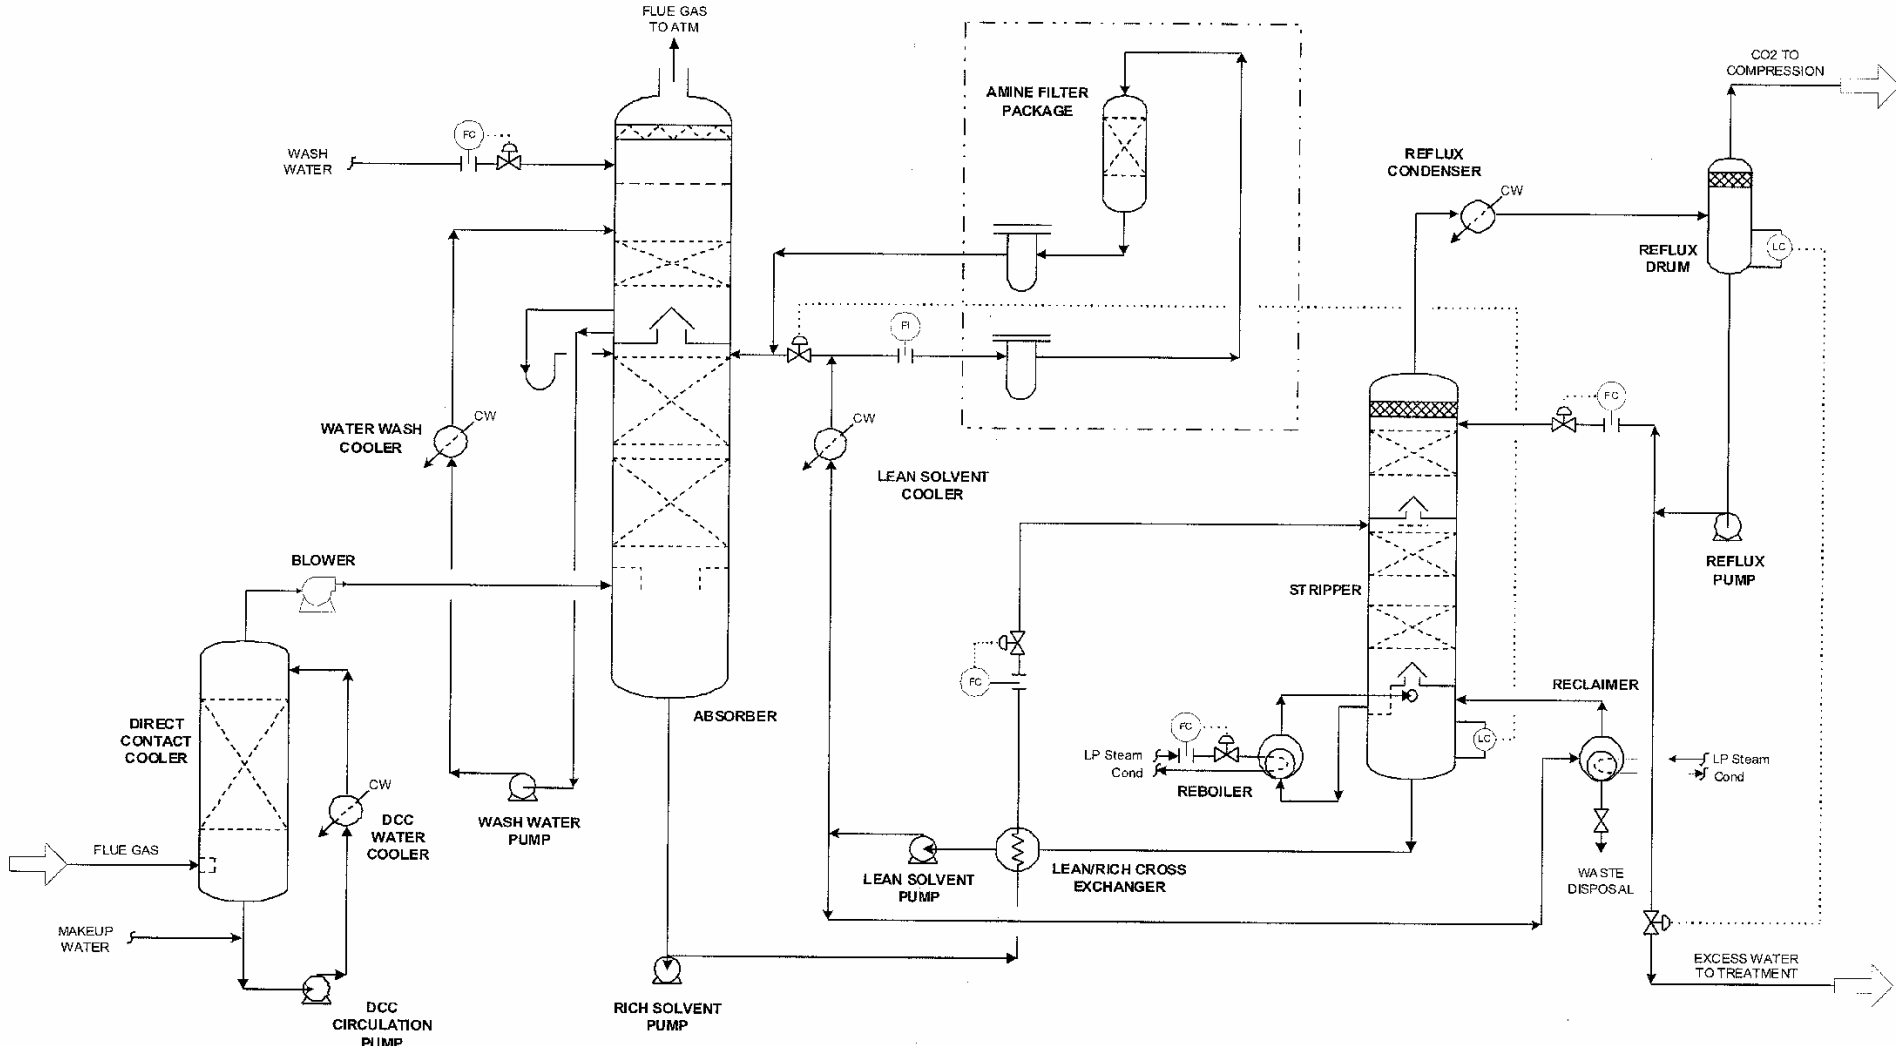 FLUE GAS
TO ATM
AMINE FILTER
PACKAGE
CO2 TO
COMPRESSION
FC
WASH
WATER
REFLUX
CONDENSER
CW
REFLUX
DRUM
LC
FI
FC
WATER WASH
COOLER
CW
CW
LEAN SOLVENT
COOLER
BLOWER
REFLUX
PUMP
STRIPPER
FC
ABSORBER
RECLAIMER
DIRECT
CONTACT
COOLER
FC
LC
LP Steam
Cond
REBOILER
LP Steam
Cond
CW
DCC
WATER
COOLER
WASH WATER
PUMP
FLUE GAS
LEAN SOLVENT
PUMP
LEAN/RICH CROSS
EXCHANGER
WASTE
DISPOSAL
MAKEUP
WATER
EXCESS WATER
TO TREATMENT
DCC
CIRCULATION
PUMP
RICH SOLVENT
PUMP